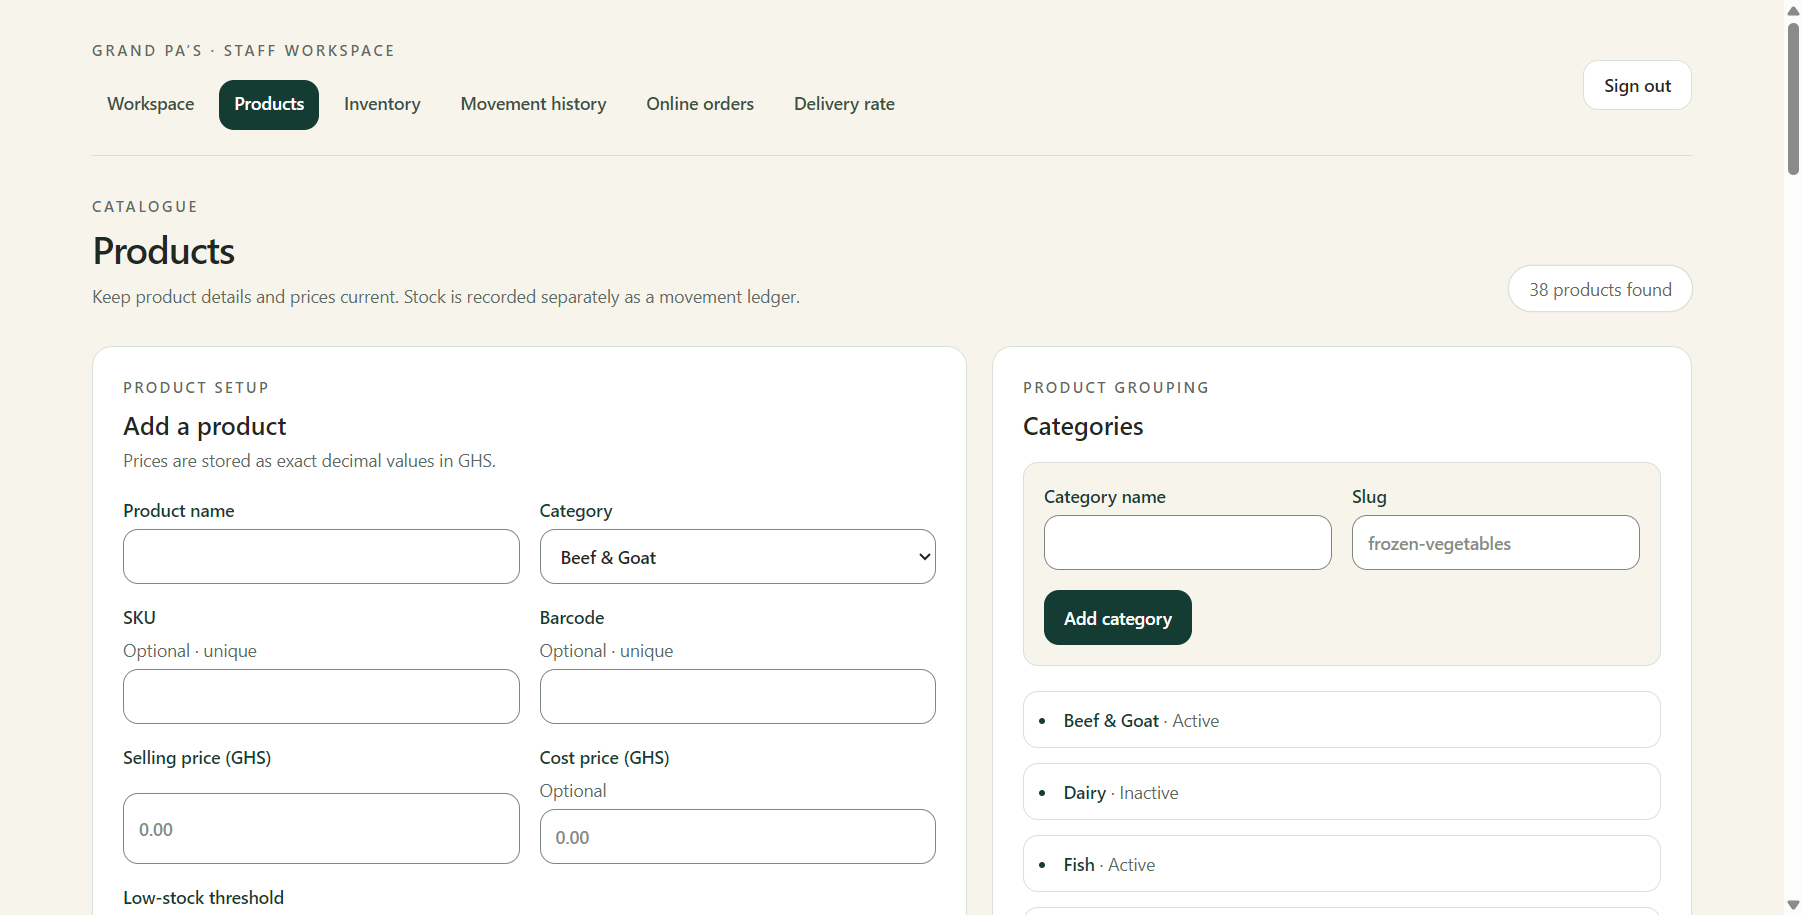 GRAND PA'S · STAFF WORKSPACE
Workspace Products Inventory Movement history Online orders Delivery rate
Sign out
CATALOGUE
Products
Keep product details and prices current. Stock is recorded separately as a movement ledger.
38 products found
PRODUCT SETUP
Add a product
Prices are stored as exact decimal values in GHS.
Product name
Category
Beef & Goat
SKU
Optional · unique
Barcode
Optional · unique
Selling price (GHS)
0.00
Cost price (GHS)
Optional
0.00
Low-stock threshold
PRODUCT GROUPING
Categories
Category name
Slug
frozen-vegetables
Add category
• Beef & Goat · Active
• Dairy · Inactive
• Fish · Active